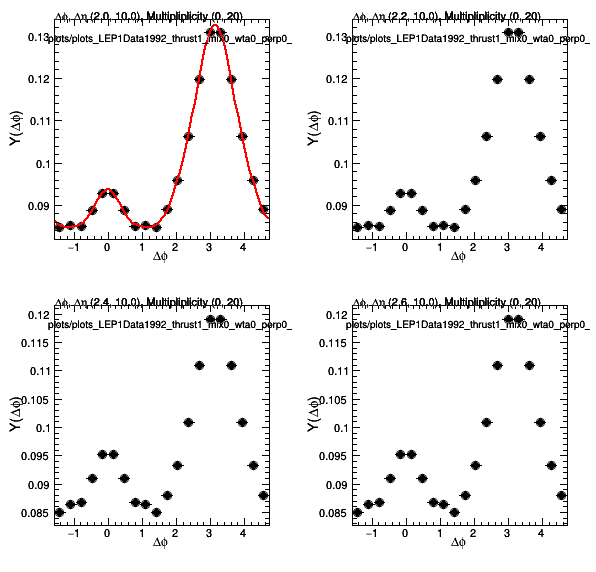 Δφ, Δη (2.0, 10.0), Multipliplicity (0, 20)
plots/plots_LEP1Data1992_thrust1_mix0_wta0_perp0_
Y(Δφ)
0.13
0.12
0.11
0.1
0.09
−1 0 1 2 3 4
Δφ
Δφ, Δη (2.2, 10.0), Multipliplicity (0, 20)
plots/plots_LEP1Data1992_thrust1_mix0_wta0_perp0_
Y(Δφ)
0.13
0.12
0.11
0.1
0.09
−1 0 1 2 3 4
Δφ
Δφ, Δη (2.4, 10.0), Multipliplicity (0, 20)
plots/plots_LEP1Data1992_thrust1_mix0_wta0_perp0_
Y(Δφ)
0.12
0.115
0.11
0.105
0.1
0.095
0.09
0.085
−1 0 1 2 3 4
Δφ
Δφ, Δη (2.6, 10.0), Multipliplicity (0, 20)
plots/plots_LEP1Data1992_thrust1_mix0_wta0_perp0_
Y(Δφ)
0.12
0.115
0.11
0.105
0.1
0.095
0.09
0.085
−1 0 1 2 3 4
Δφ